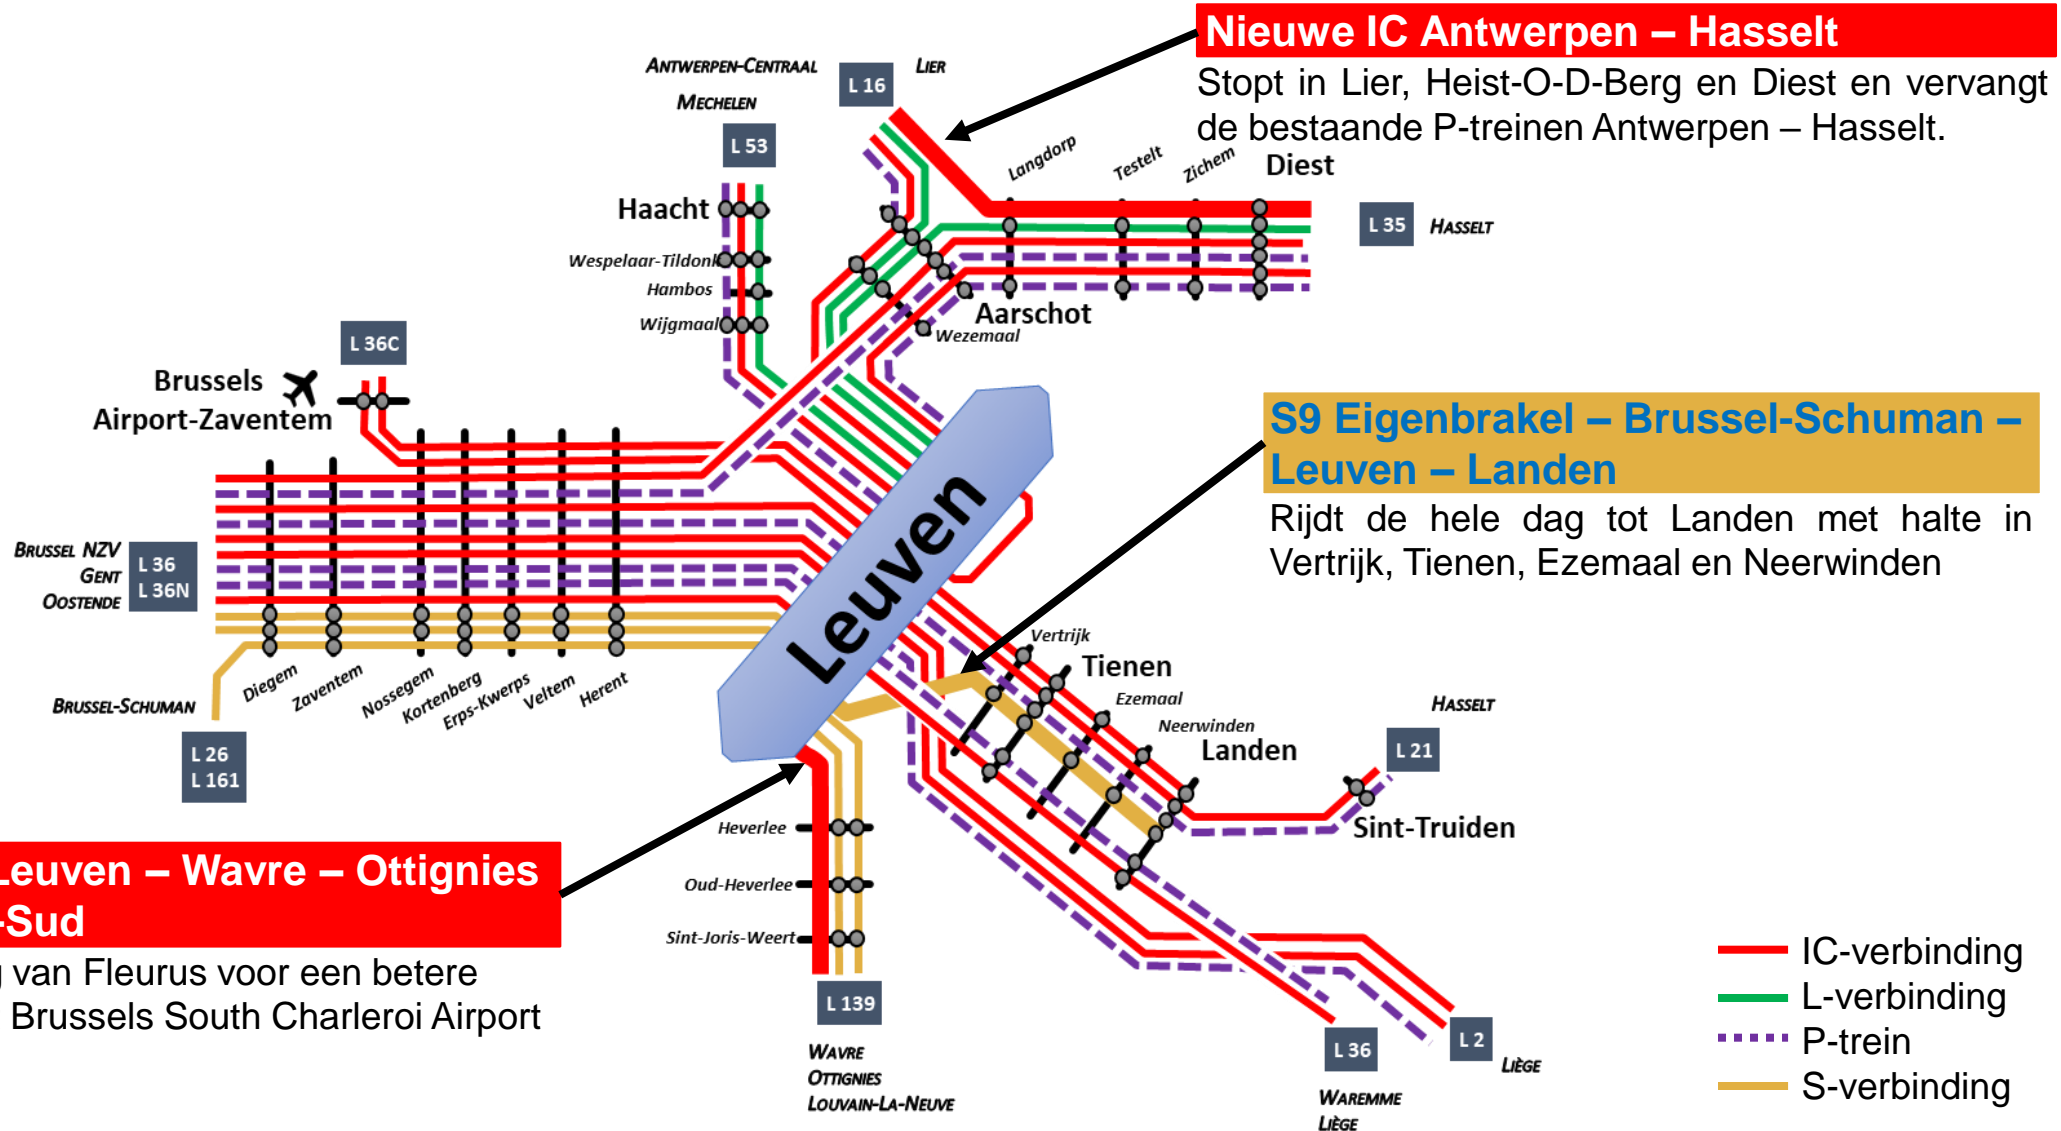 Nieuwe IC Antwerpen – Hasselt
Stopt in Lier, Heist-O-D-Berg en Diest en vervangt
de bestaande P-treinen Antwerpen – Hasselt.
ANTWERPEN-CENTRAAL
MECHELEN
L 53
L 16
LIER
Haacht
Wespelaar-Tildonk
Hambos
Wijgmaal
Langdorp
Testelt
Zichem
Diest
L 35
HASSELT
Aarschot
Wezemaal
L 36C
Brussels
Airport-Zaventem
S9 Eigenbrakel – Brussel-Schuman –
Leuven – Landen
Rijdt de hele dag tot Landen met halte in
Vertrijk, Tienen, Ezemaal en Neerwinden
Leuven
BRUSSEL NZV
GENT
OOSTENDE
L 36
L 36N
BRUSSEL-SCHUMAN
L 26
L 161
Diegem
Zaventem
Nossegem
Kortenberg
Erps-Kwerps
Veltem
Herent
Vertrijk
Tienen
Ezemaal
Neerwinden
Landen
HASSELT
L 21
Sint-Truiden
Heverlee
Oud-Heverlee
Sint-Joris-Weert
Leuven – Wavre – Ottignies
-Sud
g van Fleurus voor een betere
Brussels South Charleroi Airport
L 139
WAVRE
OTTIGNIES
LOUVAIN-LA-NEUVE
L 36
WAREMME
LIÈGE
L 2
LIÈGE
IC-verbinding
L-verbinding
P-trein
S-verbinding